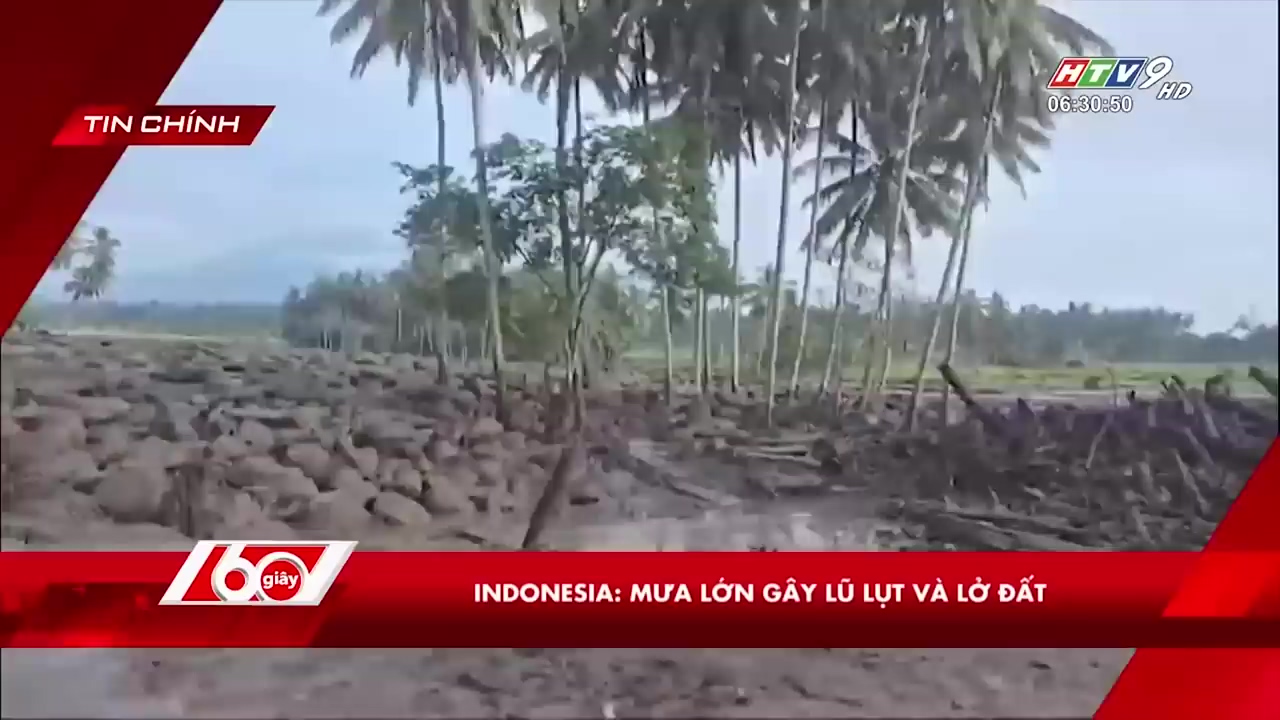 HTV9 HD
06:30:50
TIN CHÍNH
60 giây
INDONESIA: MƯA LỚN GÂY LŨ LỤT VÀ LỞ ĐẤT